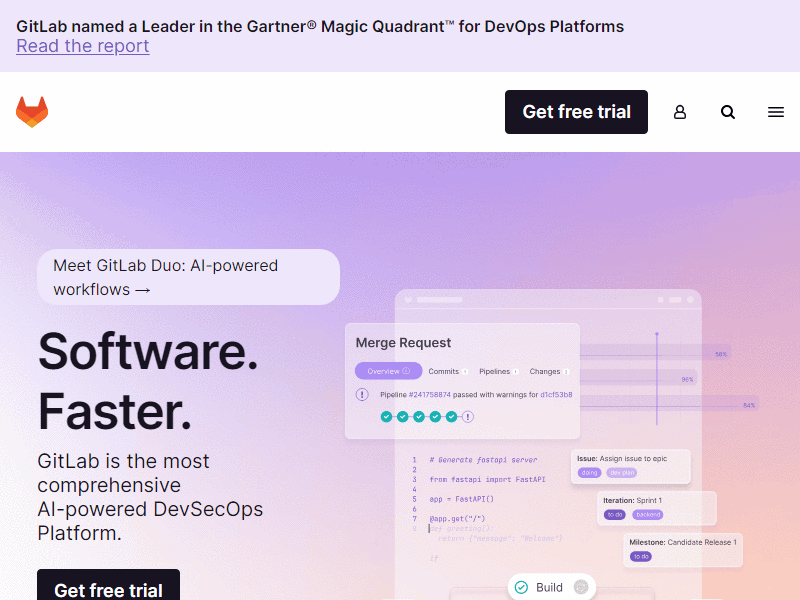 GitLab named a Leader in the Gartner® Magic Quadrant™ for DevOps Platforms
Read the report
Get free trial
Meet GitLab Duo: AI-powered
workflows →
Software.
Faster.
GitLab is the most
comprehensive
AI-powered DevSecOps
Platform.
Get free trial
Merge Request
Overview Commits Pipelines Changes
Pipeline #241758874 passed with warnings for d1cf53b8
56%
96%
84%
1 # Generate fastapi server
2
3 from fastapi import FastAPI
4
5 app = FastAPI()
6
7 @app.get("/")
8 def greeting():
return {"message": "Welcome"}
if
Issue: Assign issue to epic
doing dev plan
Iteration: Sprint 1
to do backend
Milestone: Candidate Release 1
to do
Build